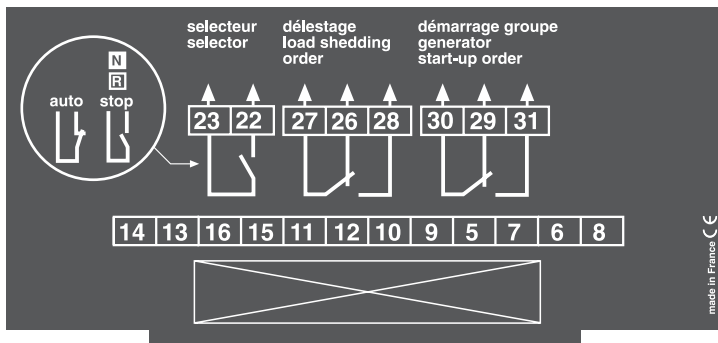 selecteur
selector
délestage
load shedding
order
démarrage groupe
generator
start-up order
N
R
auto stop
23 22 27 26 28 30 29 31
14 13 16 15 11 12 10 9 5 7 6 8
made in France CE